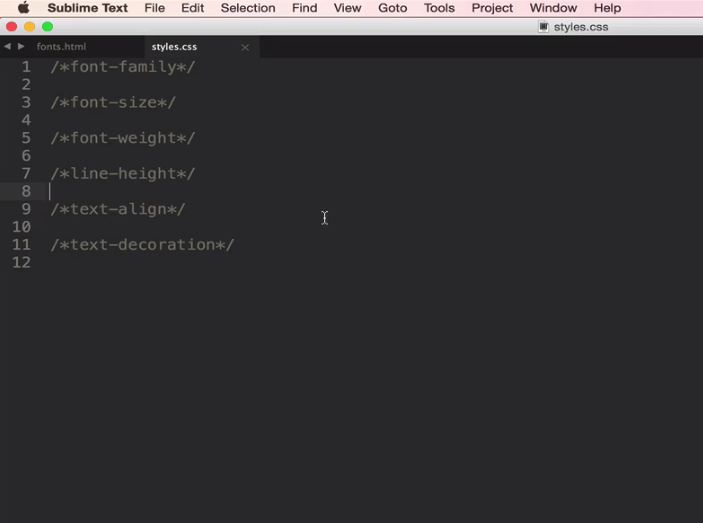 Sublime Text File Edit Selection Find View Goto Tools Project Window Help
styles.css
fonts.html styles.css
1 /*font-family*/
2
3 /*font-size*/
4
5 /*font-weight*/
6
7 /*line-height*/
8
9 /*text-align*/
10
11 /*text-decoration*/
12